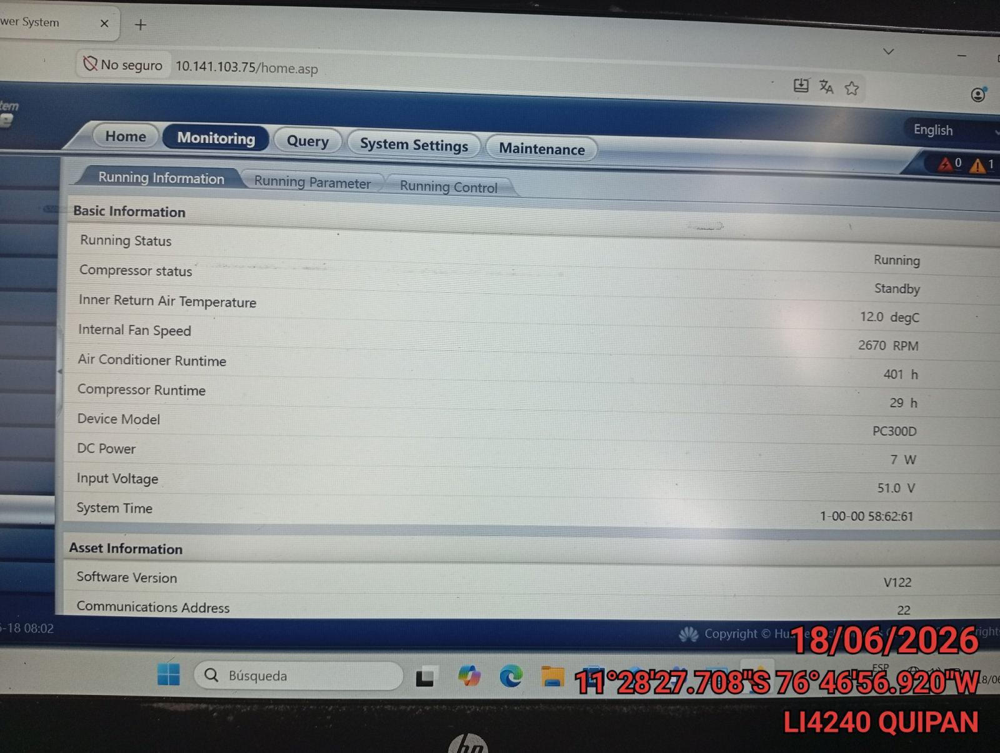 wer System
No seguro 10.141.103.75/home.asp
tem
e
English
Home Monitoring Query System Settings Maintenance
0 1
Running Information Running Parameter Running Control
Basic Information
Running Status Running
Compressor status Standby
Inner Return Air Temperature 12.0 degC
Internal Fan Speed 2670 RPM
Air Conditioner Runtime 401 h
Compressor Runtime 29 h
Device Model PC300D
DC Power 7 W
Input Voltage 51.0 V
System Time 1-00-00 58:62:61
Asset Information
Software Version V122
Communications Address 22
-18 08:02
Copyright © Hu
18/06/2026
Búsqueda
ESP
11°28'27.708"S 76°46'56.920"W
LI4240 QUIPAN
hp